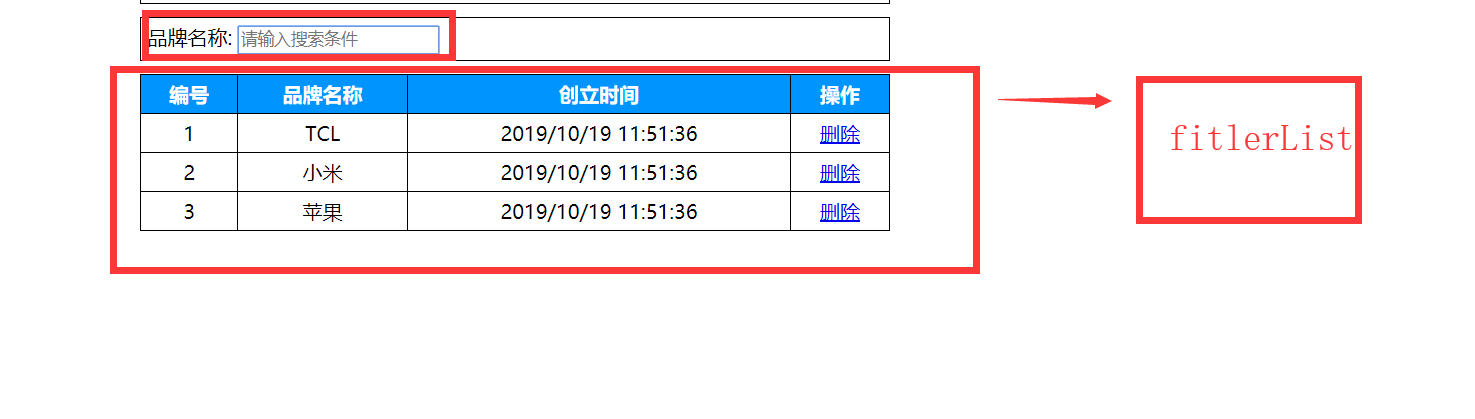 品牌名称: 请输入搜索条件
编号 品牌名称 创立时间 操作
1 TCL 2019/10/19 11:51:36 删除
2 小米 2019/10/19 11:51:36 删除
3 苹果 2019/10/19 11:51:36 删除
fitlerList